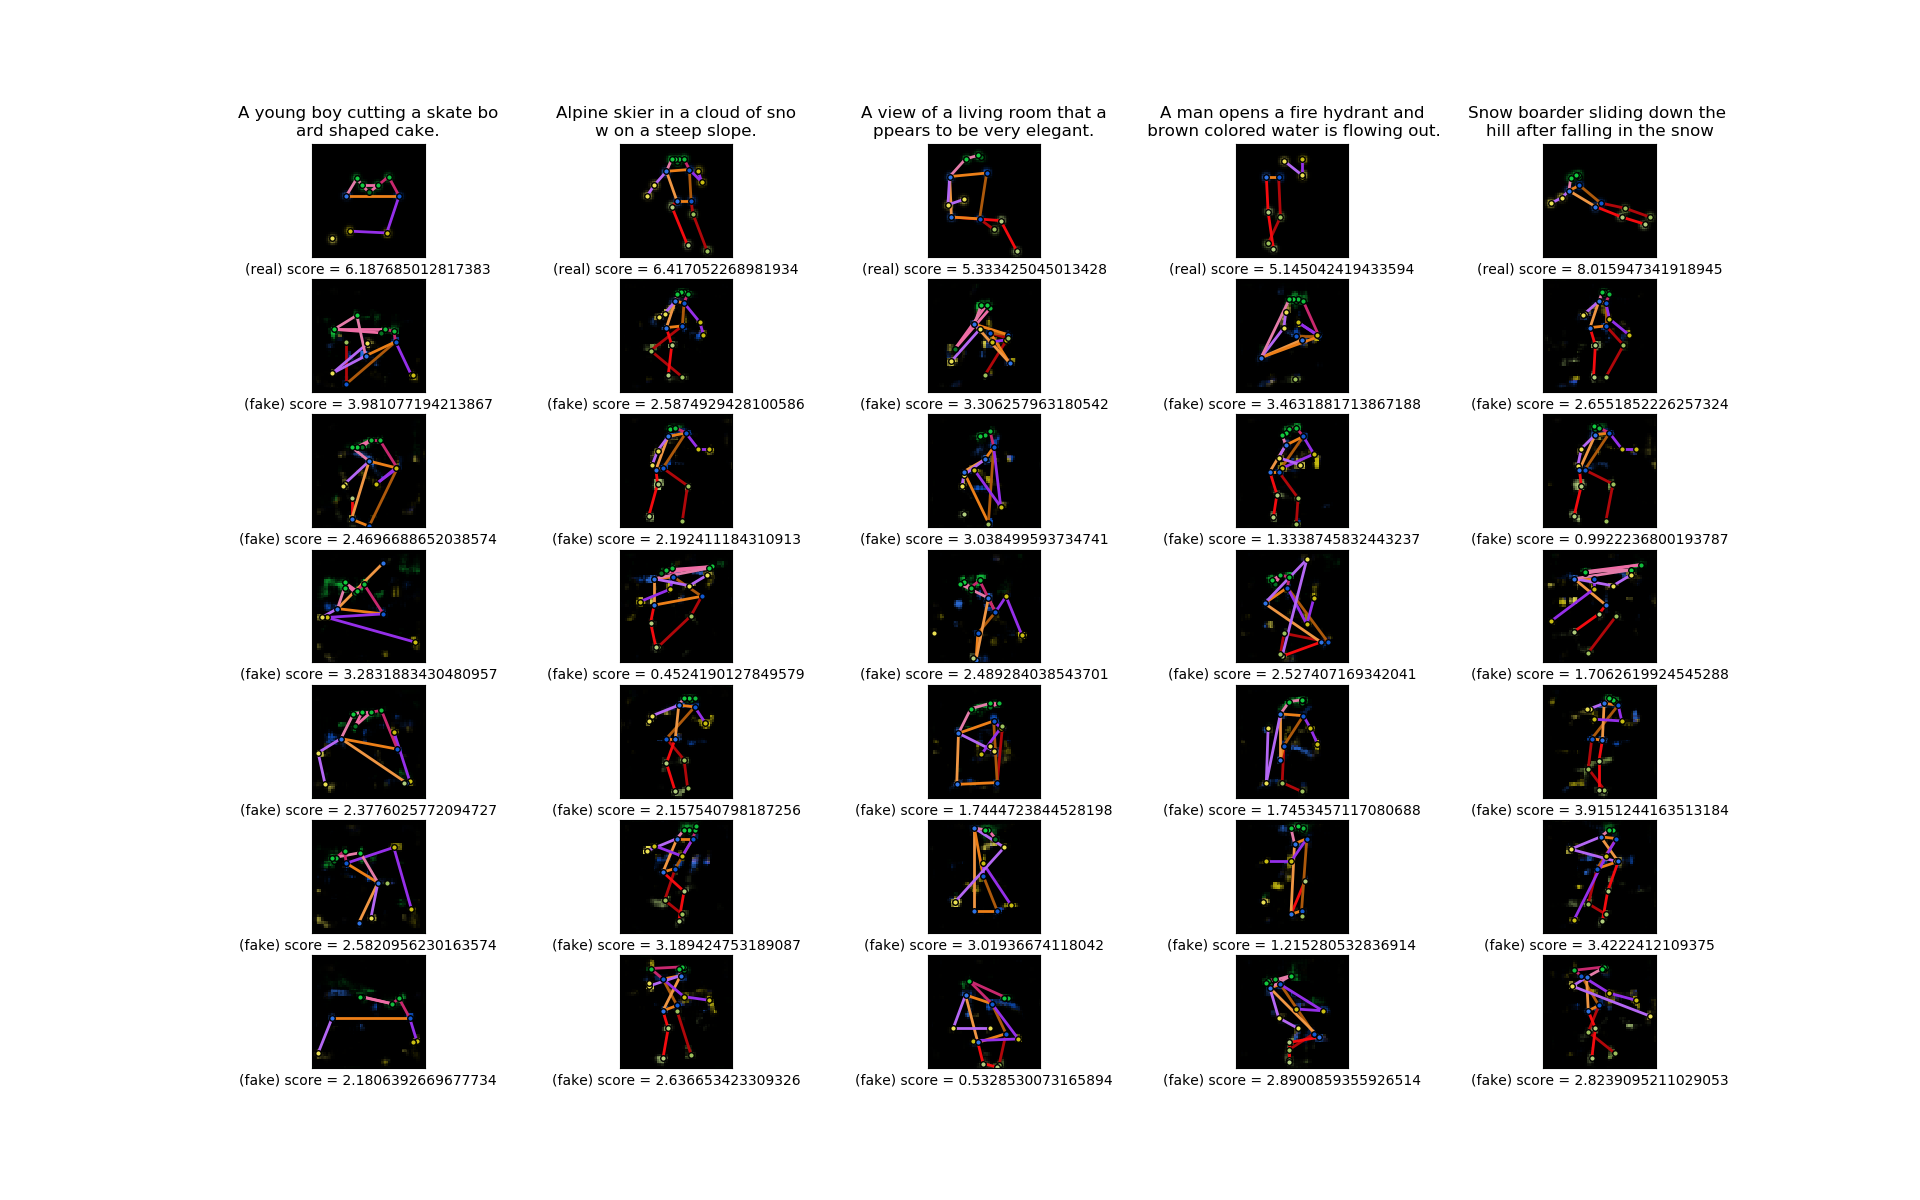 A young boy cutting a skate bo
ard shaped cake.
Alpine skier in a cloud of sno
w on a steep slope.
A view of a living room that a
ppears to be very elegant.
A man opens a fire hydrant and
brown colored water is flowing out.
Snow boarder sliding down the
hill after falling in the snow
(real) score = 6.187685012817383
(real) score = 6.417052268981934
(real) score = 5.333425045013428
(real) score = 5.145042419433594
(real) score = 8.015947341918945
(fake) score = 3.981077194213867
(fake) score = 2.5874929428100586
(fake) score = 3.306257963180542
(fake) score = 3.4631881713867188
(fake) score = 2.6551852226257324
(fake) score = 2.4696688652038574
(fake) score = 2.192411184310913
(fake) score = 3.038499593734741
(fake) score = 1.3338745832443237
(fake) score = 0.9922236800193787
(fake) score = 3.2831883430480957
(fake) score = 0.4524190127849579
(fake) score = 2.489284038543701
(fake) score = 2.527407169342041
(fake) score = 1.7062619924545288
(fake) score = 2.3776025772094727
(fake) score = 2.157540798187256
(fake) score = 1.7444723844528198
(fake) score = 1.7453457117080688
(fake) score = 3.9151244163513184
(fake) score = 2.5820956230163574
(fake) score = 3.189424753189087
(fake) score = 3.01936674118042
(fake) score = 1.215280532836914
(fake) score = 3.4222412109375
(fake) score = 2.1806392669677734
(fake) score = 2.636653423309326
(fake) score = 0.5328530073165894
(fake) score = 2.8900859355926514
(fake) score = 2.8239095211029053